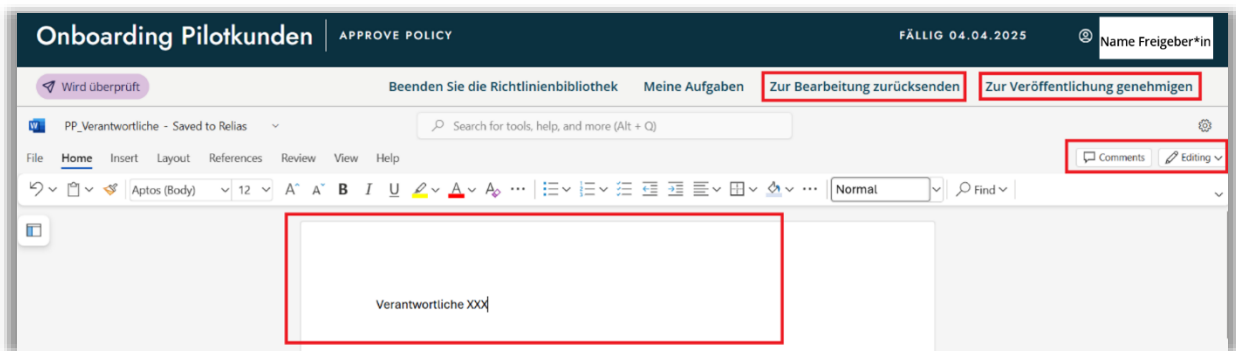 Onboarding Pilotkunden APPROVE POLICY FÄLLIG 04.04.2025 Name Freigeber*in
Wird überprüft Beenden Sie die Richtlinienbibliothek Meine Aufgaben Zur Bearbeitung zurücksenden Zur Veröffentlichung genehmigen
PP_Verantwortliche - Saved to Relias Search for tools, help, and more (Alt + Q)
File Home Insert Layout References Review View Help Comments Editing
Aptos (Body) 12 A A B I U A A Normal Find
Verantwortliche XXX